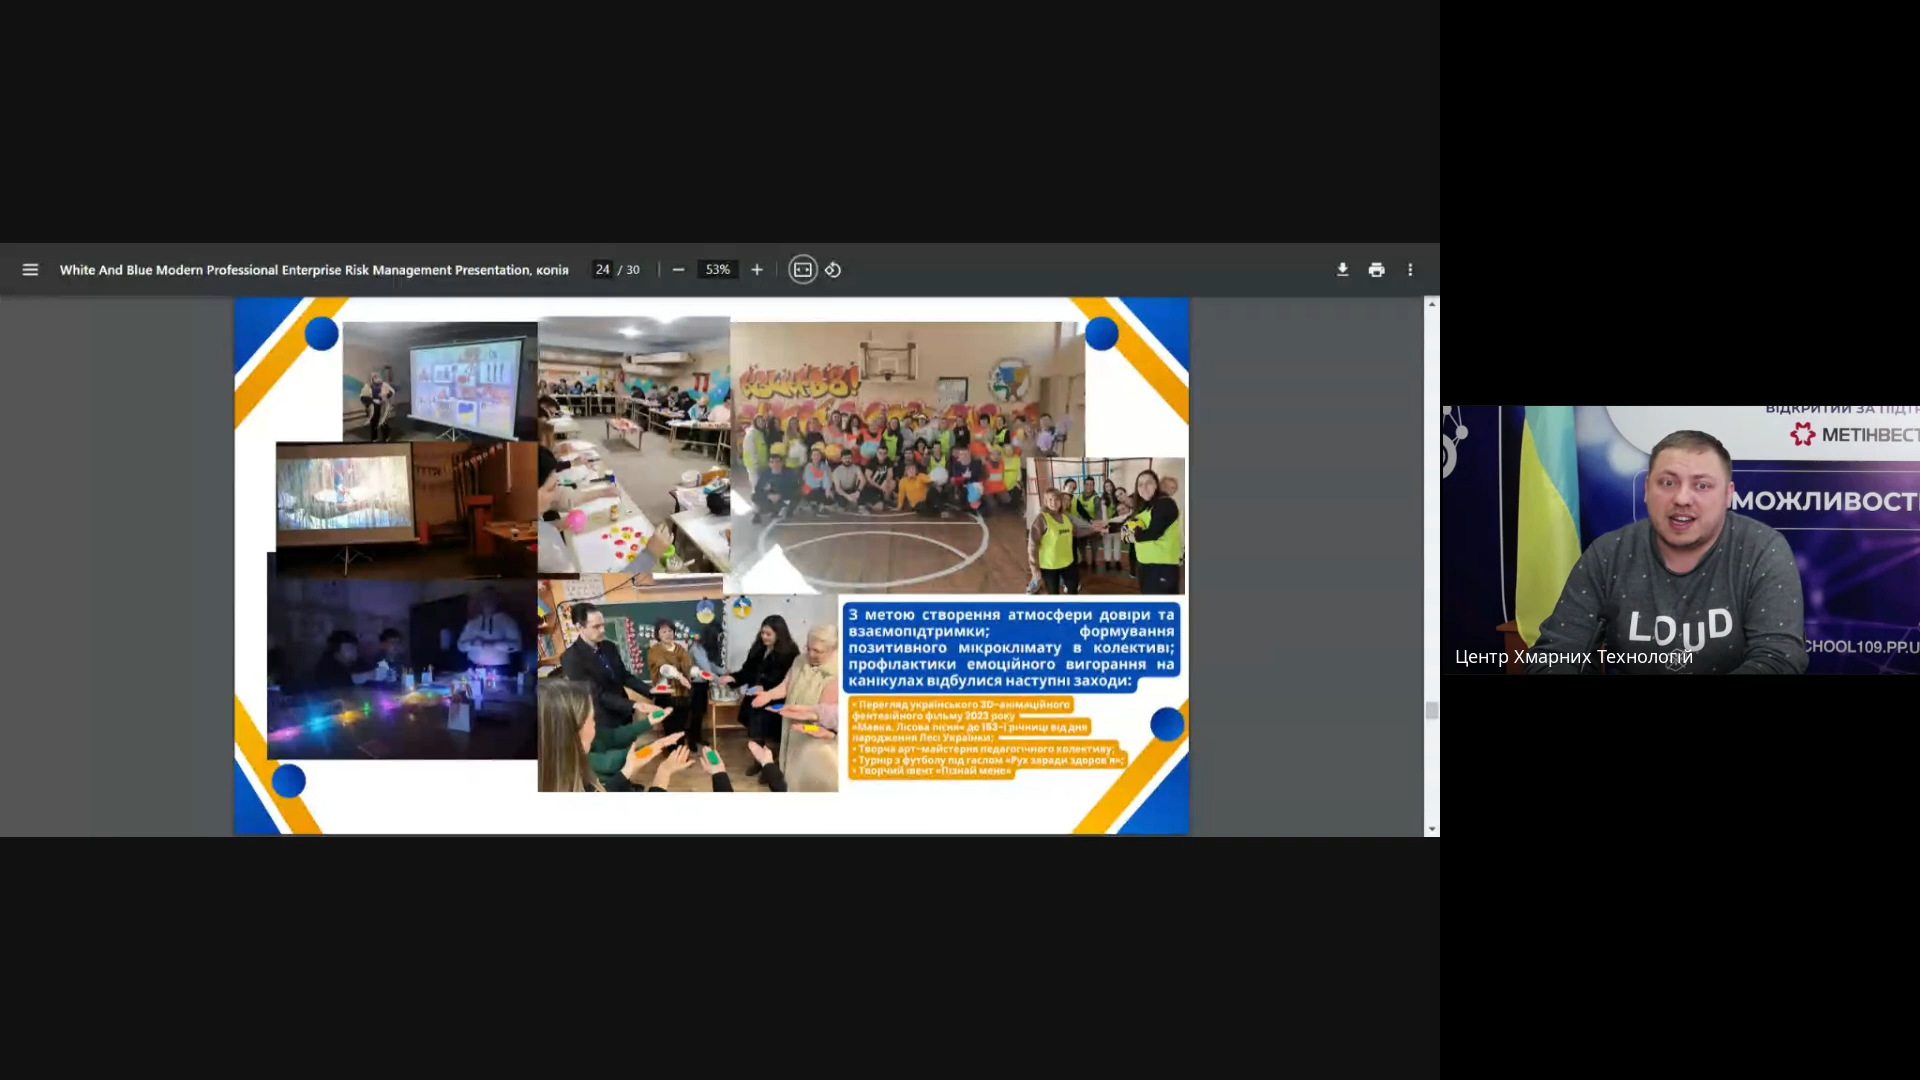 White And Blue Modern Professional Enterprise Risk Management Presentation, копія
24 / 30
53%
З метою створення атмосфери довіри та
взаємопідтримки; формування
позитивного мікроклімату в колективі;
профілактики емоційного вигорання на
канікулах відбулися наступні заходи:
• Перегляд українського 3D-анімаційного
фентезійного фільму 2023 року
«Мавка. Лісова пісня» до 153-ї річниці від дня
народження Лесі Українки;
• Творча арт-майстерня педагогічного колективу;
• Турнір з футболу під гаслом «Рух заради здоров'я»;
• Творчий івент «Пізнай мене»
ВІДКРИТИЙ ЗА ПІДТР
МЕТІНВЕСТ
МОЖЛИВОСТ
LOUD
CHOOL109.PP.U
Центр Хмарних Технологій